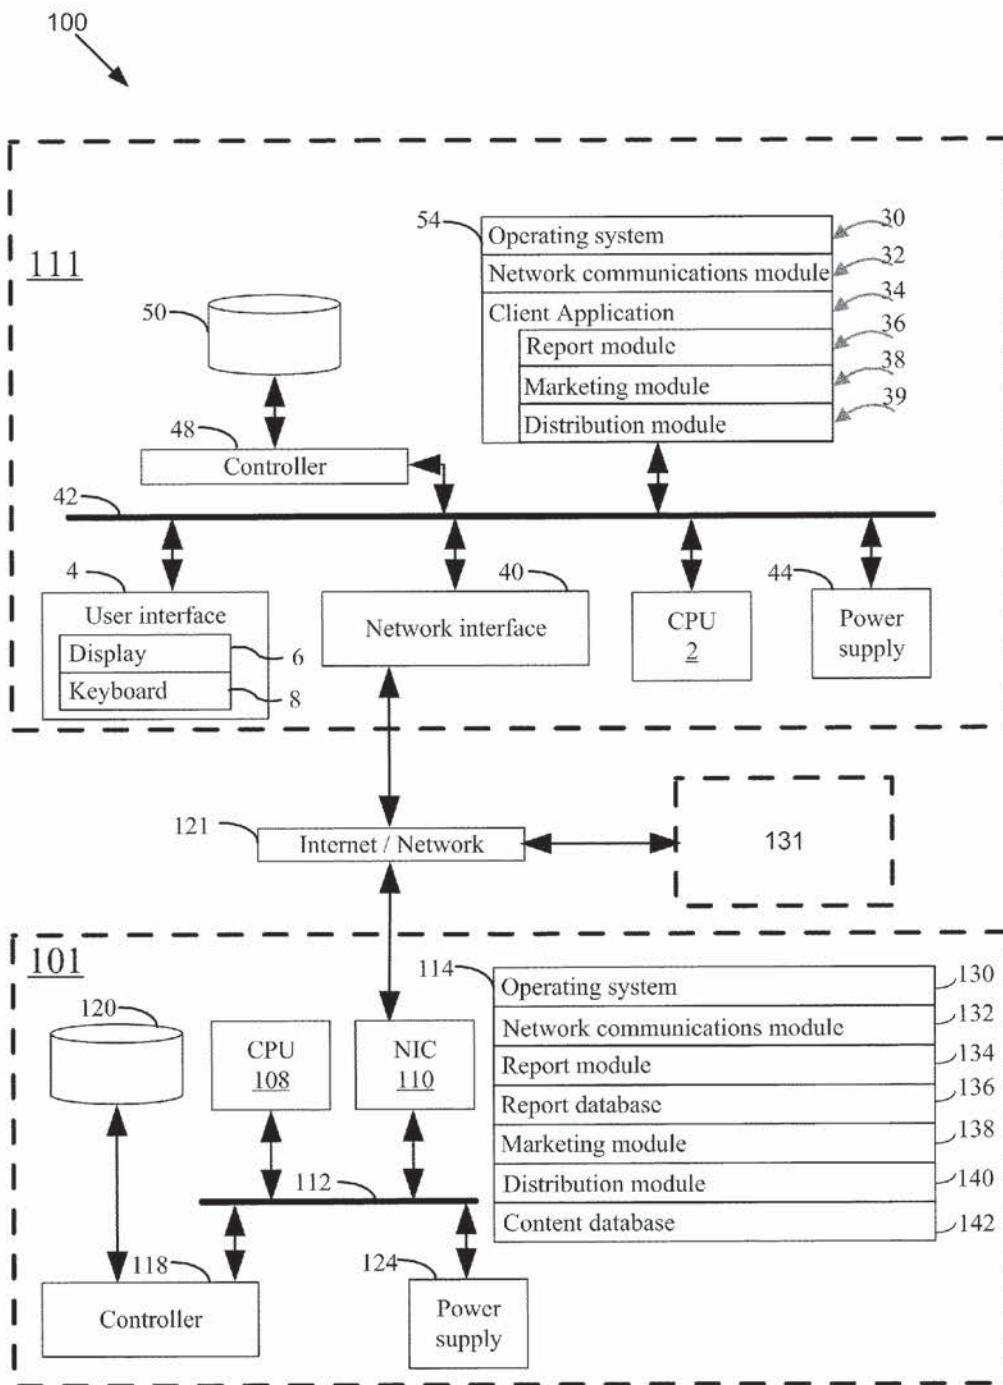 100
111
54
Operating system
30
Network communications module
32
Client Application
34
Report module
36
Marketing module
38
Distribution module
39
50
48
Controller
42
4
User interface
Display
6
Keyboard
8
40
Network interface
CPU
2
44
Power
supply
121
Internet / Network
131
101
120
CPU
108
NIC
110
114
Operating system
130
Network communications module
132
Report module
134
Report database
136
Marketing module
138
Distribution module
140
Content database
142
112
118
Controller
124
Power
supply